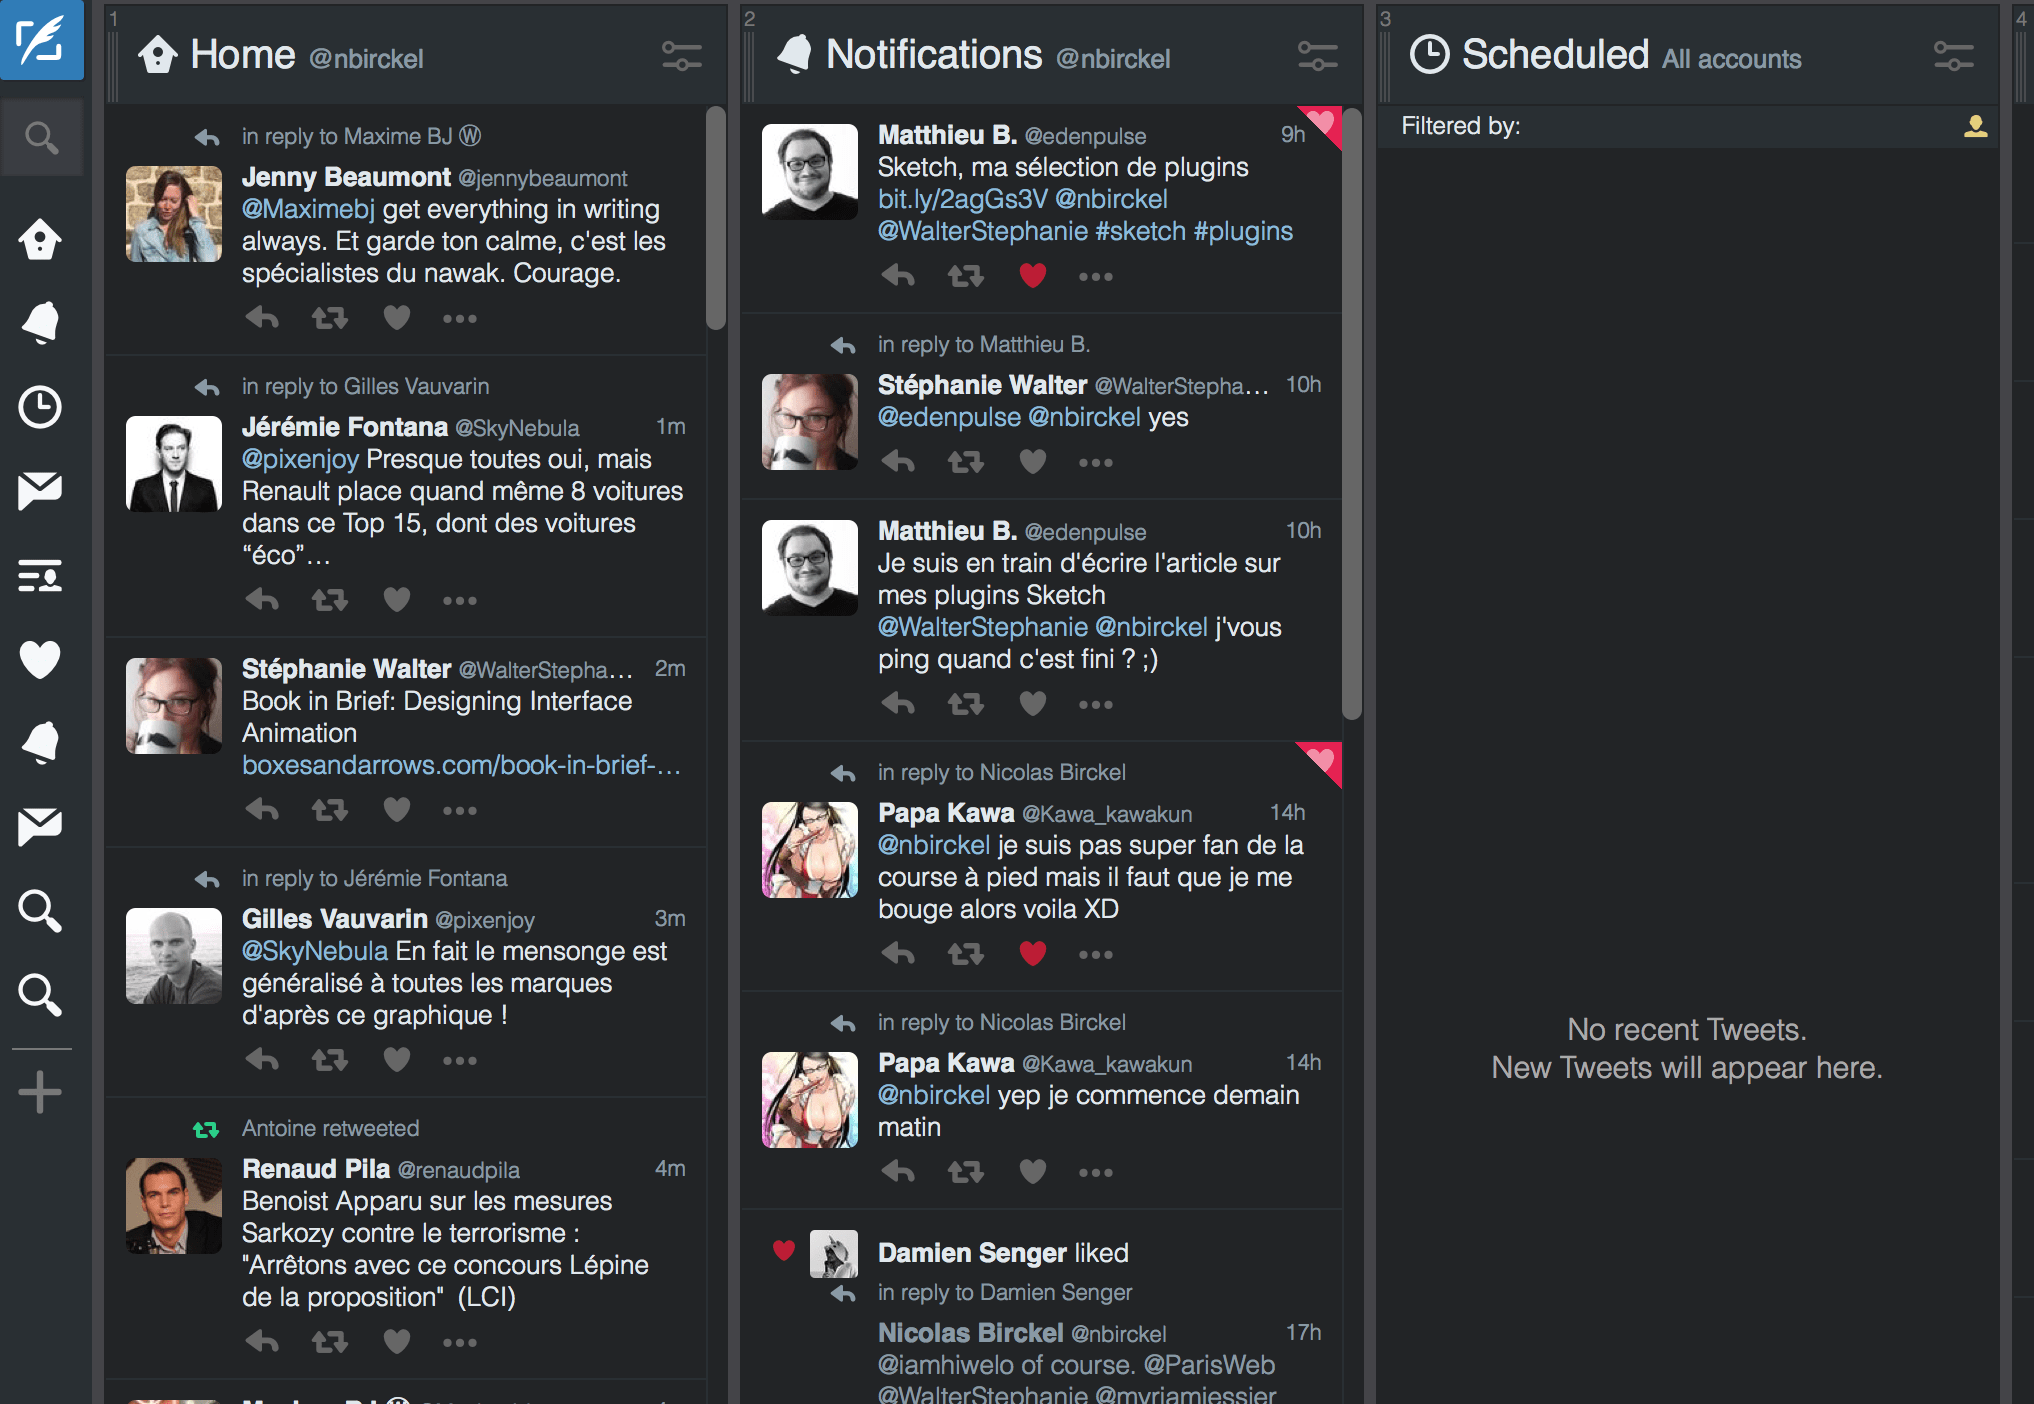 1
Home @nbirckel
in reply to Maxime BJ Ⓦ
Jenny Beaumont @jennybeaumont
@Maximebj get everything in writing
always. Et garde ton calme, c'est les
spécialistes du nawak. Courage.
in reply to Gilles Vauvarin
Jérémie Fontana @SkyNebula 1m
@pixenjoy Presque toutes oui, mais
Renault place quand même 8 voitures
dans ce Top 15, dont des voitures
“éco”…
Stéphanie Walter @WalterStepha… 2m
Book in Brief: Designing Interface
Animation
boxesandarrows.com/book-in-brief-…
in reply to Jérémie Fontana
Gilles Vauvarin @pixenjoy 3m
@SkyNebula En fait le mensonge est
généralisé à toutes les marques
d'après ce graphique !
Antoine retweeted
Renaud Pila @renaudpila 4m
Benoist Apparu sur les mesures
Sarkozy contre le terrorisme :
"Arrêtons avec ce concours Lépine
de la proposition" (LCI)
2
Notifications @nbirckel
Matthieu B. @edenpulse 9h
Sketch, ma sélection de plugins
bit.ly/2agGs3V @nbirckel
@WalterStephanie #sketch #plugins
in reply to Matthieu B.
Stéphanie Walter @WalterStepha… 10h
@edenpulse @nbirckel yes
Matthieu B. @edenpulse 10h
Je suis en train d'écrire l'article sur
mes plugins Sketch
@WalterStephanie @nbirckel j'vous
ping quand c'est fini ? ;)
in reply to Nicolas Birckel
Papa Kawa @Kawa_kawakun 14h
@nbirckel je suis pas super fan de la
course à pied mais il faut que je me
bouge alors voila XD
in reply to Nicolas Birckel
Papa Kawa @Kawa_kawakun 14h
@nbirckel yep je commence demain
matin
Damien Senger liked
in reply to Damien Senger
Nicolas Birckel @nbirckel 17h
@iamhiwelo of course. @ParisWeb
@WalterStephanie @myriamjessier
3
Scheduled All accounts
Filtered by:
No recent Tweets.
New Tweets will appear here.
4